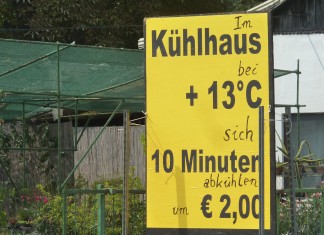 Im
Kühlhaus
bei
+ 13°C
sich
10 Minuten
abkühlen
um € 2,00